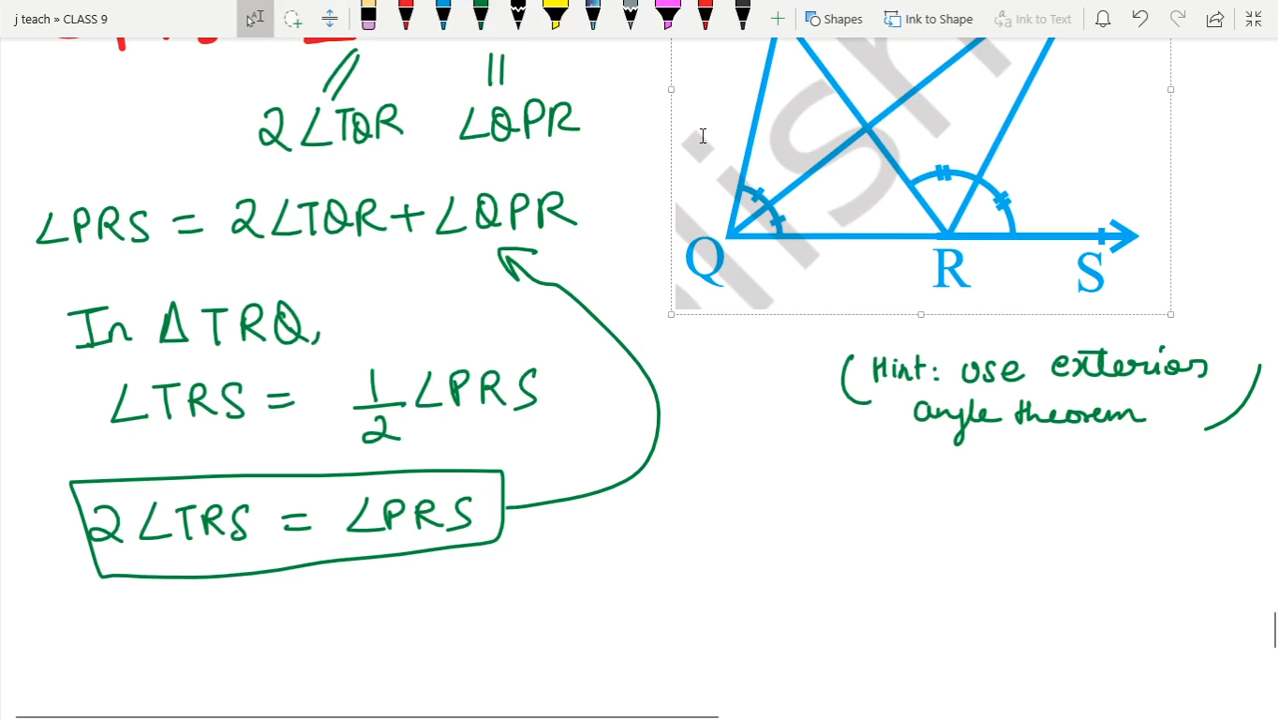 j teach » CLASS 9
Shapes
Ink to Shape
Ink to Text
2∠TQR ∠QPR
∠PRS = 2∠TQR + ∠QPR
In Δ TRQ,
∠TRS = 1/2 ∠PRS
2∠TRS = ∠PRS
Q
R
S
(Hint: use exterior
angle theorem)